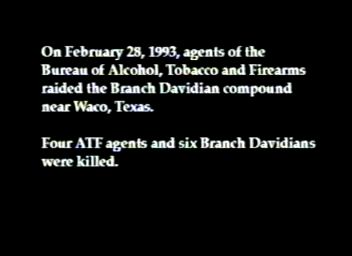 On February 28, 1993, agents of the
Bureau of Alcohol, Tobacco and Firearms
raided the Branch Davidian compound
near Waco, Texas.
Four ATF agents and six Branch Davidians
were killed.